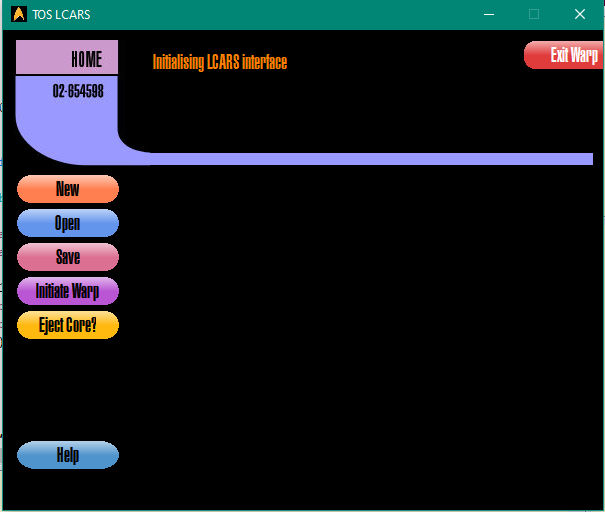 TOS LCARS
HOME
Initialising LCARS interface
Exit Warp
02-654598
New
Open
Save
Initiate Warp
Eject Core?
Help